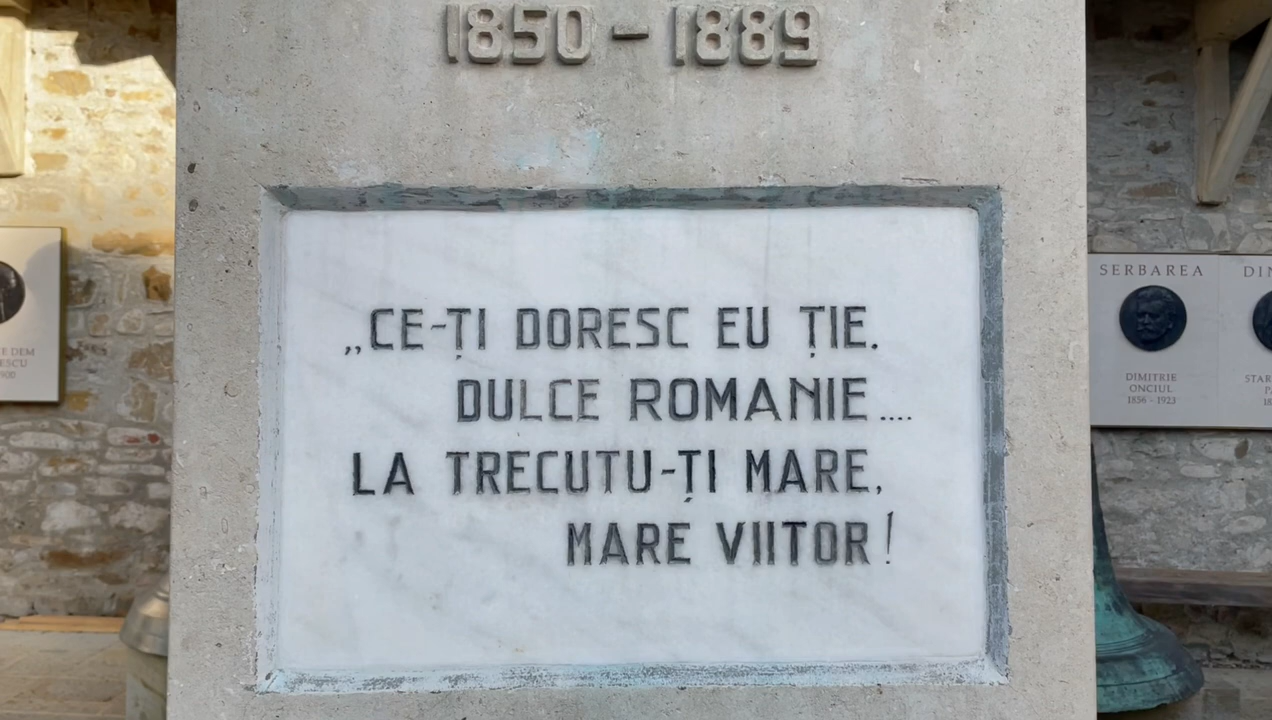 1850 - 1889
„CE-ȚI DORESC EU ȚIE.
DULCE ROMANIE....
LA TRECUTU-ȚI MARE,
MARE VIITOR!
SERBAREA
DIMITRIE
ONCIUL
1856 - 1923